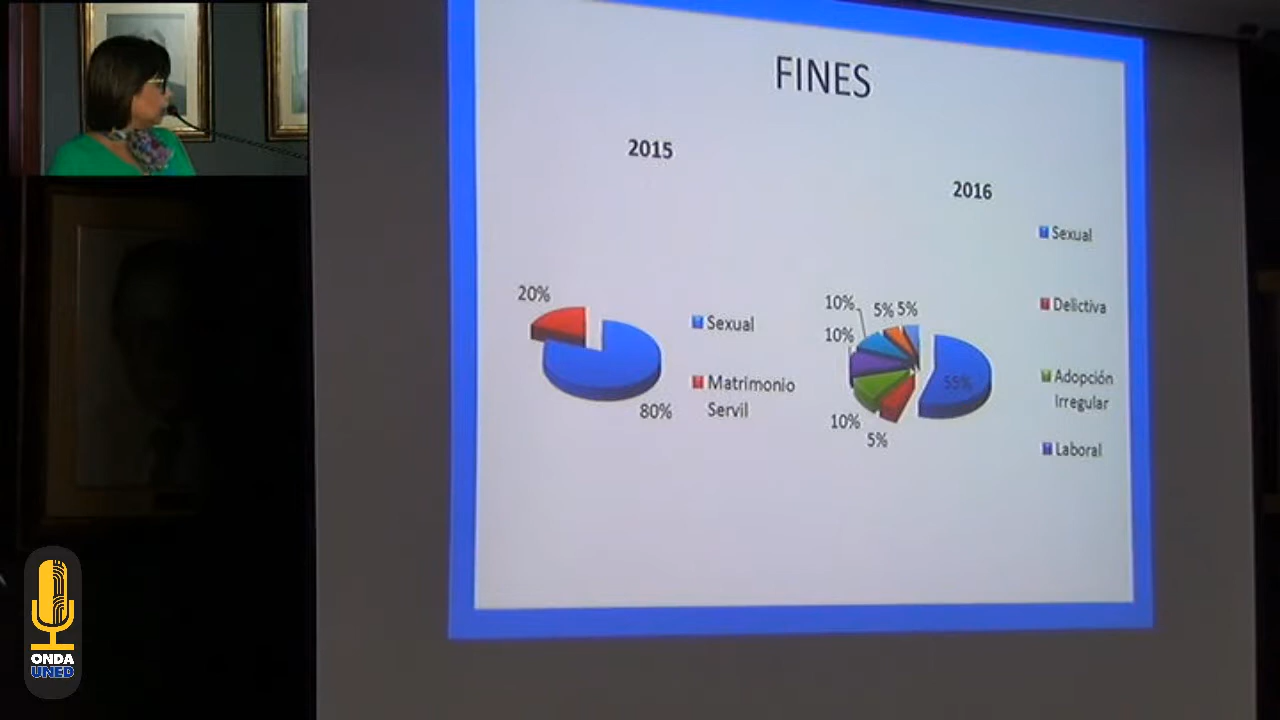 FINES
2015
20%
80%
Sexual
Matrimonio
Servil
2016
10%
5%
5%
10%
55%
10%
5%
Sexual
Delictiva
Adopción
Irregular
Laboral
ONDA
UNED